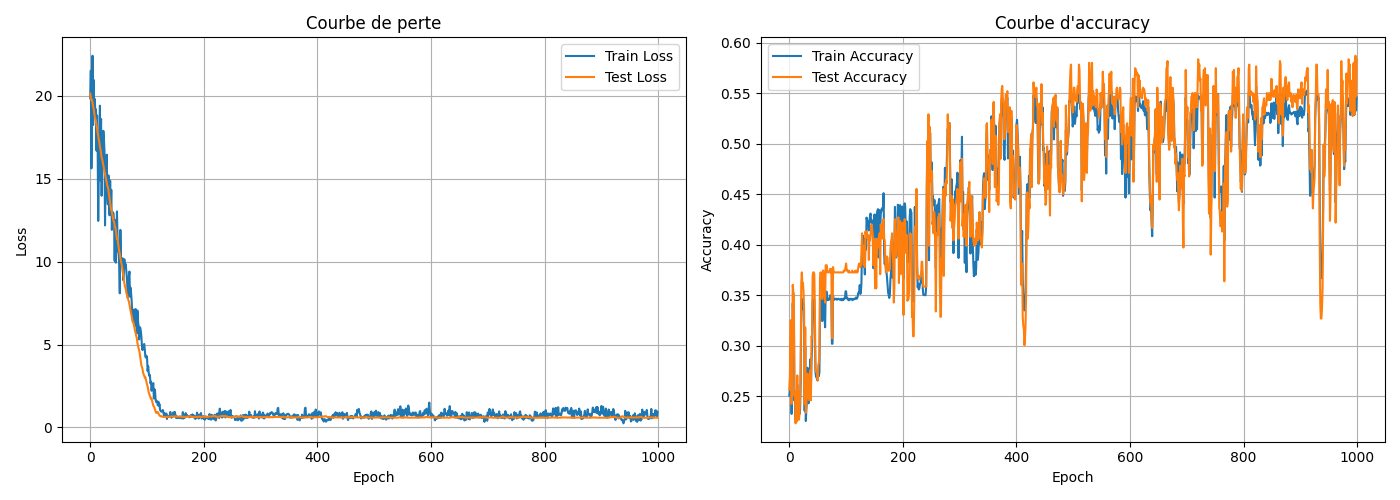 Courbe de perte
Train Loss
Test Loss
Loss
20
15
10
5
0
0 200 400 600 800 1000
Epoch
Courbe d'accuracy
Train Accuracy
Test Accuracy
Accuracy
0.60
0.55
0.50
0.45
0.40
0.35
0.30
0.25
0 200 400 600 800 1000
Epoch